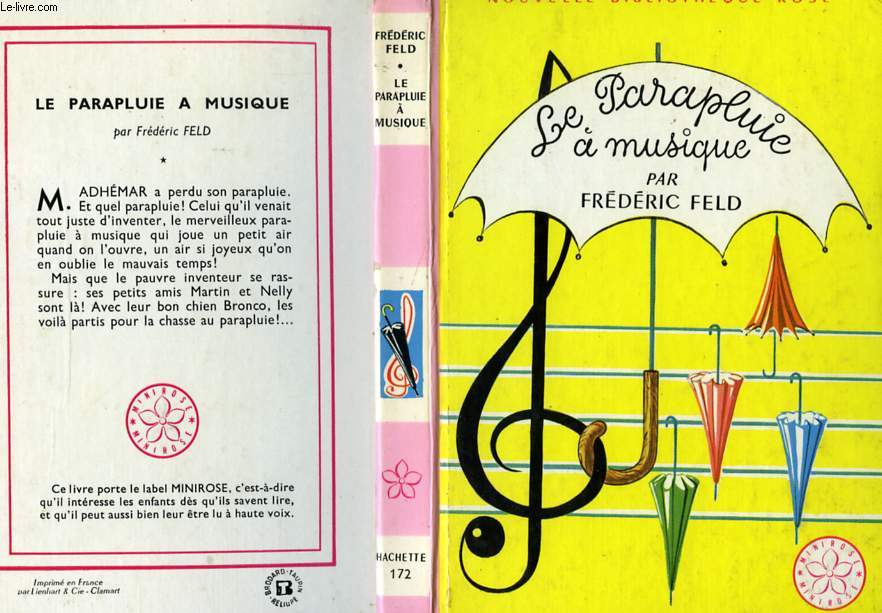 Le-livre.com
LE PARAPLUIE A MUSIQUE
par Frédéric FELD
*
M. ADHÉMAR a perdu son parapluie.
Et quel parapluie! Celui qu'il venait
tout juste d'inventer, le merveilleux para-
pluie à musique qui joue un petit air
quand on l'ouvre, un air si joyeux qu'on
en oublie le mauvais temps!
Mais que le pauvre inventeur se ras-
sure : ses petits amis Martin et Nelly
sont là! Avec leur bon chien Bronco, les
voilà partis pour la chasse au parapluie!...
MINIROSE * MINIROSE *
Ce livre porte le label MINIROSE, c'est-à-dire
qu'il intéresse les enfants dès qu'ils savent lire,
et qu'il peut aussi bien leur être lu à haute voix.
Imprimé en France
par Lienhart & Cie - Clamart
BRODARD-TAUPIN
RELIURE
FRÉDÉRIC
FELD
•
LE
PARAPLUIE
À
MUSIQUE
HACHETTE
172
NOUVELLE BIBLIOTHÈQUE ROSE
Le Parapluie
à musique
PAR
FRÉDÉRIC FELD
MINIROSE * MINIROSE *